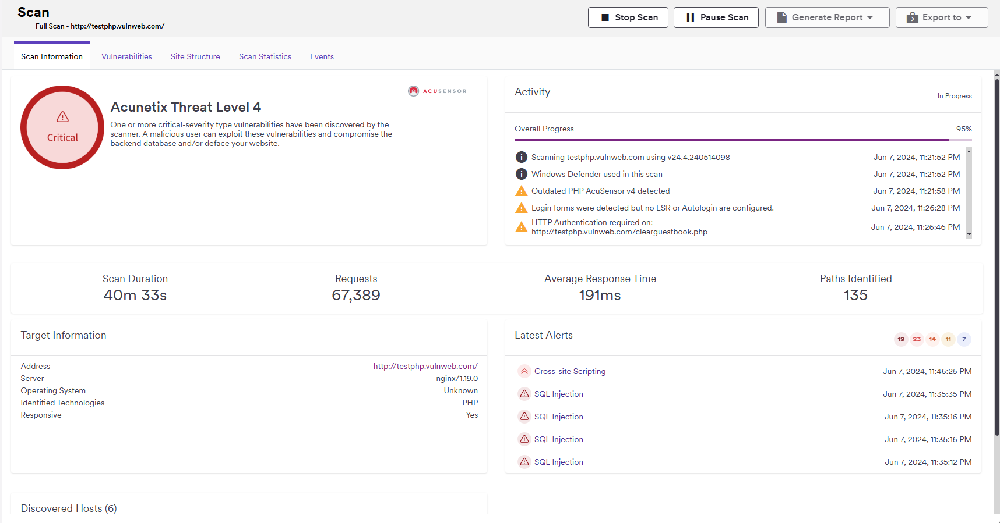 Scan
Full Scan - http://testphp.vulnweb.com/
Stop Scan
Pause Scan
Generate Report
Export to
Scan Information
Vulnerabilities
Site Structure
Scan Statistics
Events
Critical
ACUSENSOR
Acunetix Threat Level 4
One or more critical-severity type vulnerabilities have been discovered by the
scanner. A malicious user can exploit these vulnerabilities and compromise the
backend database and/or deface your website.
Activity
In Progress
Overall Progress
95%
Scanning testphp.vulnweb.com using v24.4.240514098
Jun 7, 2024, 11:21:52 PM
Windows Defender used in this scan
Jun 7, 2024, 11:21:52 PM
Outdated PHP AcuSensor v4 detected
Jun 7, 2024, 11:21:58 PM
Login forms were detected but no LSR or Autologin are configured.
Jun 7, 2024, 11:26:28 PM
HTTP Authentication required on:
http://testphp.vulnweb.com/clearguestbook.php
Jun 7, 2024, 11:26:46 PM
Scan Duration
40m 33s
Requests
67,389
Average Response Time
191ms
Paths Identified
135
Target Information
Address
http://testphp.vulnweb.com/
Server
nginx/1.19.0
Operating System
Unknown
Identified Technologies
PHP
Responsive
Yes
Latest Alerts
19
23
14
11
7
Cross-site Scripting
Jun 7, 2024, 11:46:25 PM
SQL Injection
Jun 7, 2024, 11:35:35 PM
SQL Injection
Jun 7, 2024, 11:35:16 PM
SQL Injection
Jun 7, 2024, 11:35:16 PM
SQL Injection
Jun 7, 2024, 11:35:12 PM
Discovered Hosts (6)